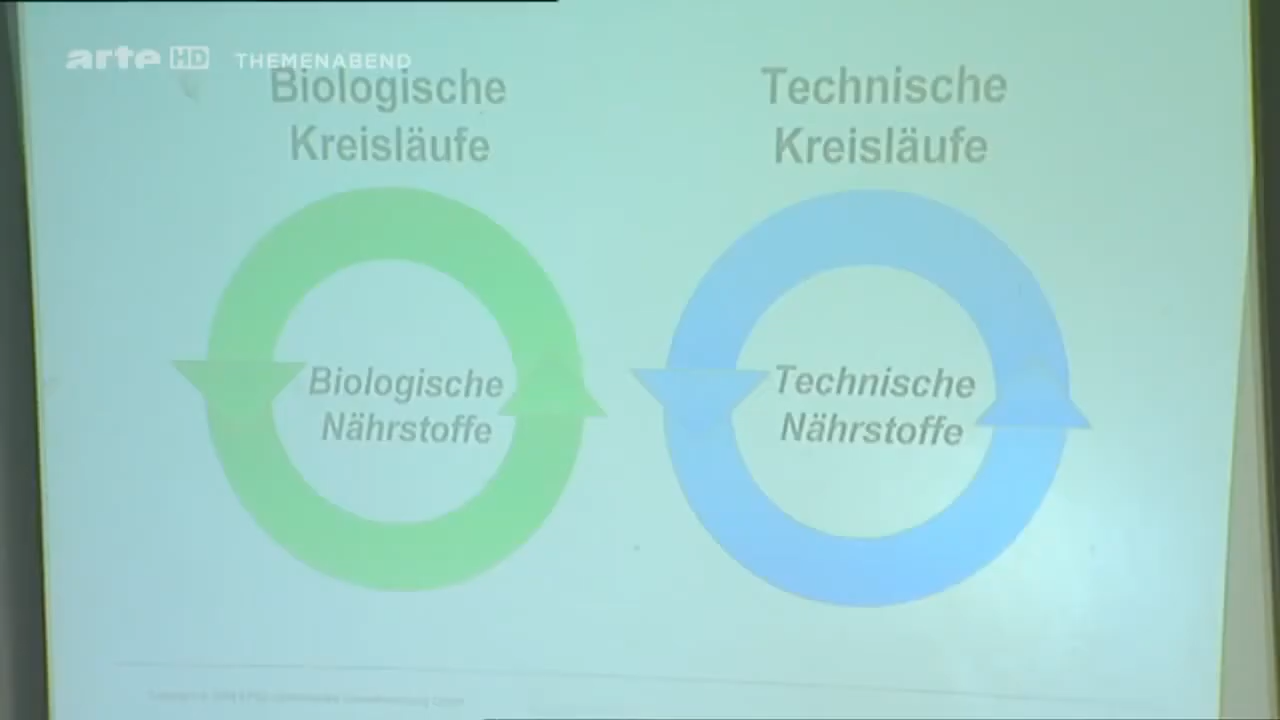 arte HD THEMENABEND
Biologische
Kreisläufe
Technische
Kreisläufe
Biologische
Nährstoffe
Technische
Nährstoffe